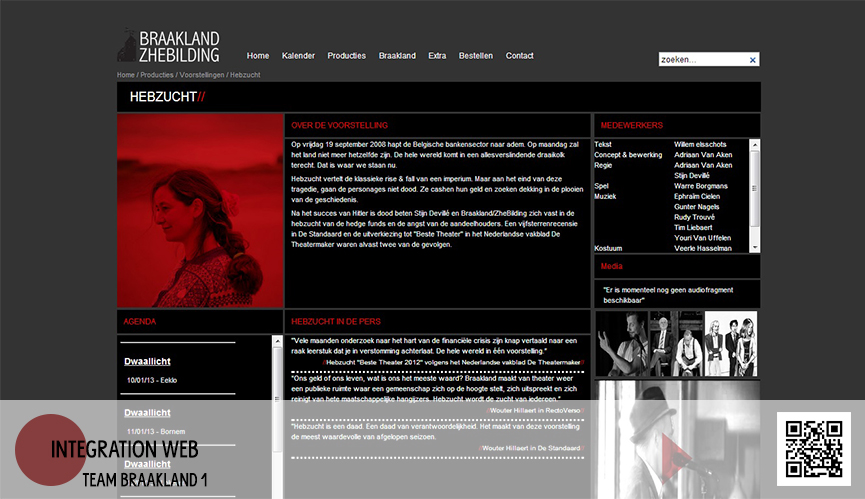 BRAAKLAND
ZHEBILDING
Home Kalender Producties Braakland Extra Bestellen Contact
zoeken...
Home / Producties / Voorstellingen / Hebzucht
HEBZUCHT//
OVER DE VOORSTELLING
Op vrijdag 19 september 2008 hapt de Belgische bankensector naar adem. Op maandag zal
het land niet meer hetzelfde zijn. De hele wereld komt in een allesverslindende draaikolk
terecht. Dat is waar we staan nu.
Hebzucht vertelt de klassieke rise & fall van een imperium. Maar aan het eind van deze
tragedie, gaan de personages niet dood. Ze cashen hun geld en zoeken dekking in de plooien
van de geschiedenis.
Na het succes van Hitler is dood beten Stijn Devillé en Braakland/ZheBilding zich vast in de
hebzucht van de hedge funds en de angst van de aandeelhouders. Een vijfsterrenrecensie
in De Standaard en de uitverkiezing tot "Beste Theater" in het Nederlandse vakblad De
Theatermaker waren alvast twee van de gevolgen.
MEDEWERKERS
Tekst Willem elsschots
Concept & bewerking Adriaan Van Aken
Regie Adriaan Van Aken
Stijn Devillé
Spel Warre Borgmans
Muziek Ephraim Cielen
Gunter Nagels
Rudy Trouvé
Tim Liebaert
Youri Van Uffelen
Kostuum Veerle Hasselman
Media
"Er is momenteel nog geen audiofragment
beschikbaar"
AGENDA
Dwaallicht
10/01/13 - Eeklo
Dwaallicht
11/01/13 - Bornem
Dwaallicht
HEBZUCHT IN DE PERS
"Vele maanden onderzoek naar het hart van de financiële crisis zijn knap vertaald naar een
raak leerstuk dat je in verstomming achterlaat. De hele wereld in één voorstelling."
//Hebzucht "Beste Theater 2012" volgens het Nederlandse vakblad De Theatermaker//
"Ons geld of ons leven, wat is ons het meeste waard? Braakland maakt van theater weer
een publieke ruimte waar een gemeenschap zich op de hoogte stelt, zich uitspreekt en zich
reinigt van hete maatschappelijke hangijzers. Hebzucht wordt de zucht van iedereen."
//Wouter Hillaert in RectoVerso//
"Hebzucht is een daad. Een daad van verantwoordelijkheid. Het maakt van deze voorstelling
de meest waardevolle van afgelopen seizoen.
//Wouter Hillaert in De Standaard//
INTEGRATION WEB
TEAM BRAAKLAND 1